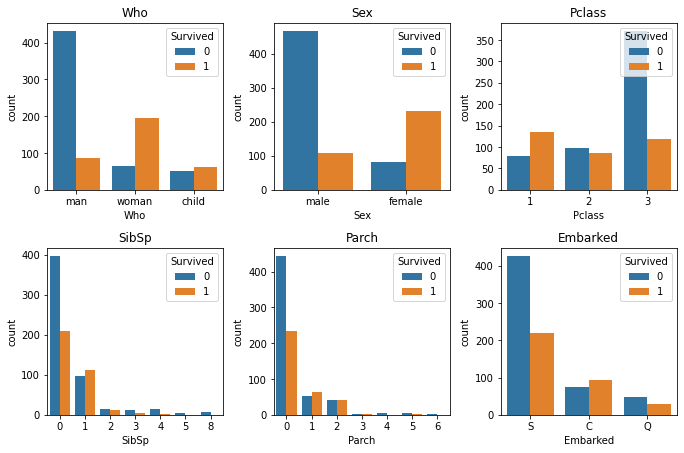 Who
Survived
0
1
400
300
200
100
0
count
man woman child
Who
Sex
Survived
0
1
400
300
200
100
0
count
male female
Sex
Pclass
Survived
0
1
350
300
250
200
150
100
50
0
count
1 2 3
Pclass
SibSp
Survived
0
1
400
300
200
100
0
count
0 1 2 3 4 5 8
SibSp
Parch
Survived
0
1
400
300
200
100
0
count
0 1 2 3 4 5 6
Parch
Embarked
Survived
0
1
400
300
200
100
0
count
S C Q
Embarked